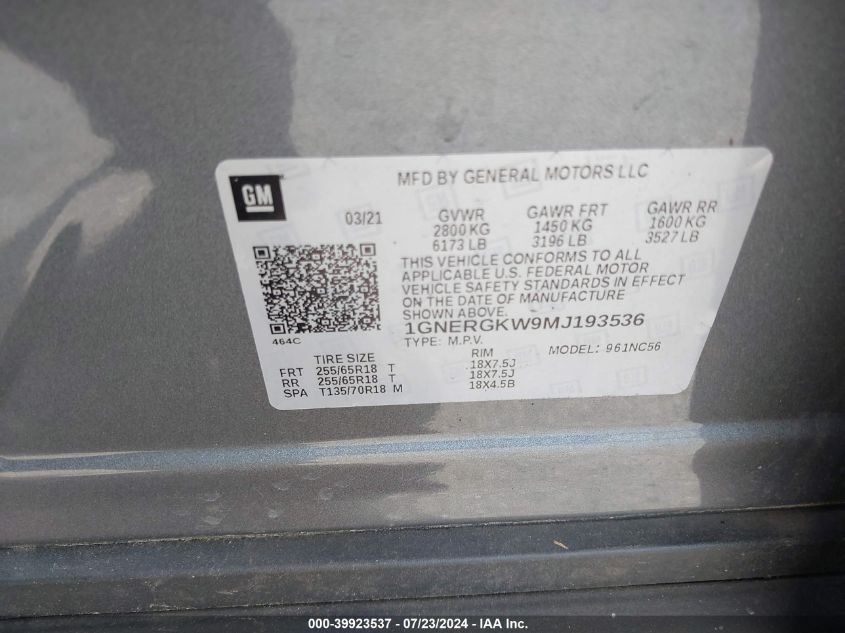 GM
MFD BY GENERAL MOTORS LLC
03/21
GVWR
2800 KG
6173 LB
GAWR FRT
1450 KG
3196 LB
GAWR RR
1600 KG
3527 LB
THIS VEHICLE CONFORMS TO ALL
APPLICABLE U.S. FEDERAL MOTOR
VEHICLE SAFETY STANDARDS IN EFFECT
ON THE DATE OF MANUFACTURE
SHOWN ABOVE.
464C
1GNERGKW9MJ193536
TYPE: M.P.V. MODEL: 961NC56
TIRE SIZE RIM
FRT 255/65R18 T 18X7.5J
RR 255/65R18 T 18X7.5J
SPA T135/70R18 M 18X4.5B
000-39923537 - 07/23/2024 - IAA Inc.